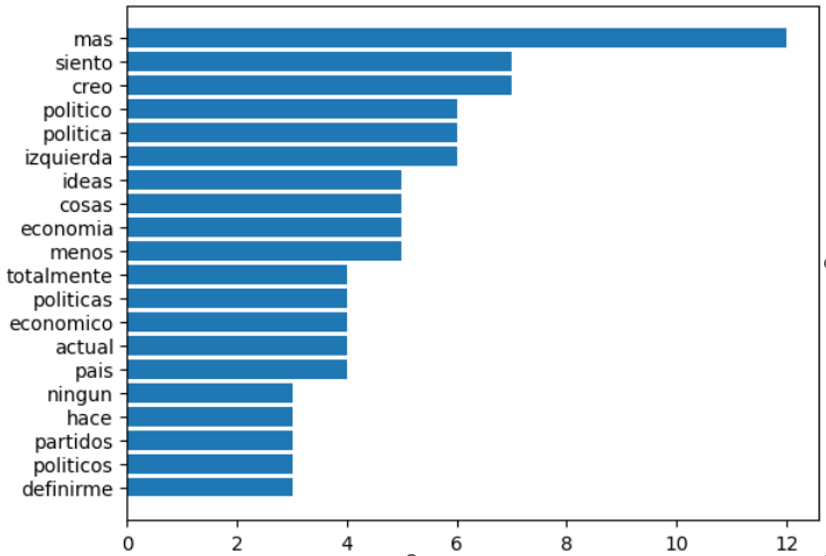 mas
siento
creo
politico
politica
izquierda
ideas
cosas
economia
menos
totalmente
politicas
economico
actual
pais
ningun
hace
partidos
politicos
definirme
0 2 4 6 8 10 12